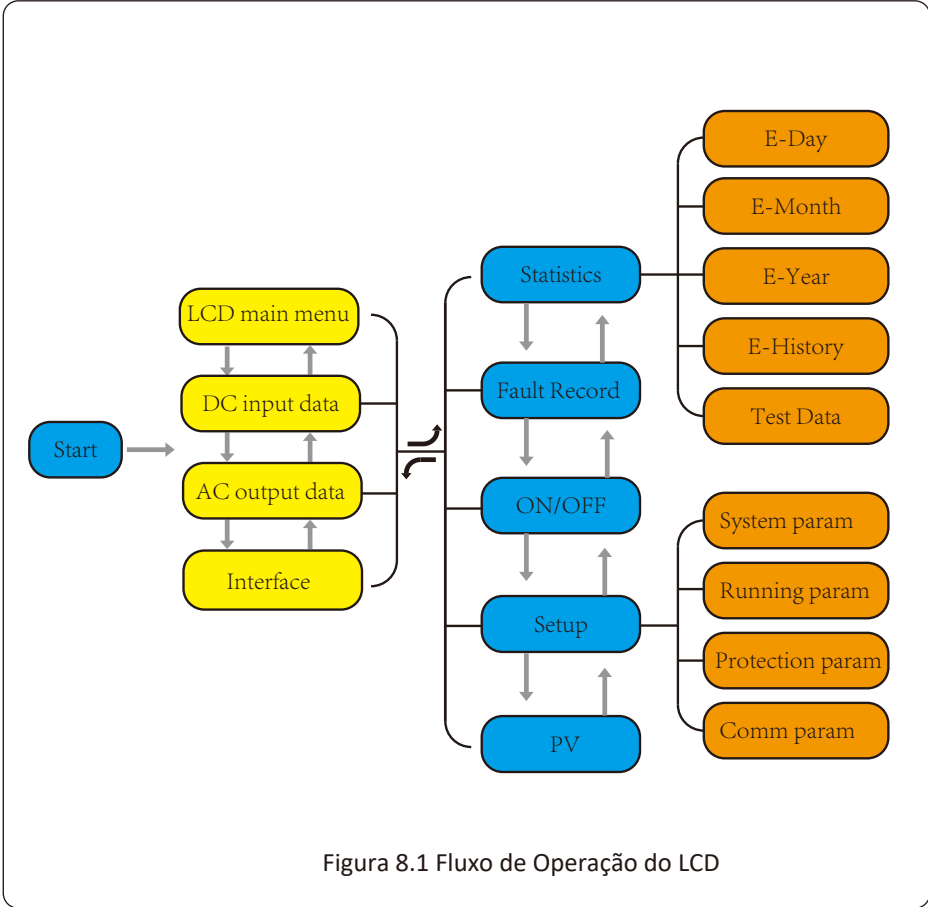 Start
LCD main menu
DC input data
AC output data
Interface
Statistics
Fault Record
ON/OFF
Setup
PV
E-Day
E-Month
E-Year
E-History
Test Data
System param
Running param
Protection param
Comm param
Figura 8.1 Fluxo de Operação do LCD